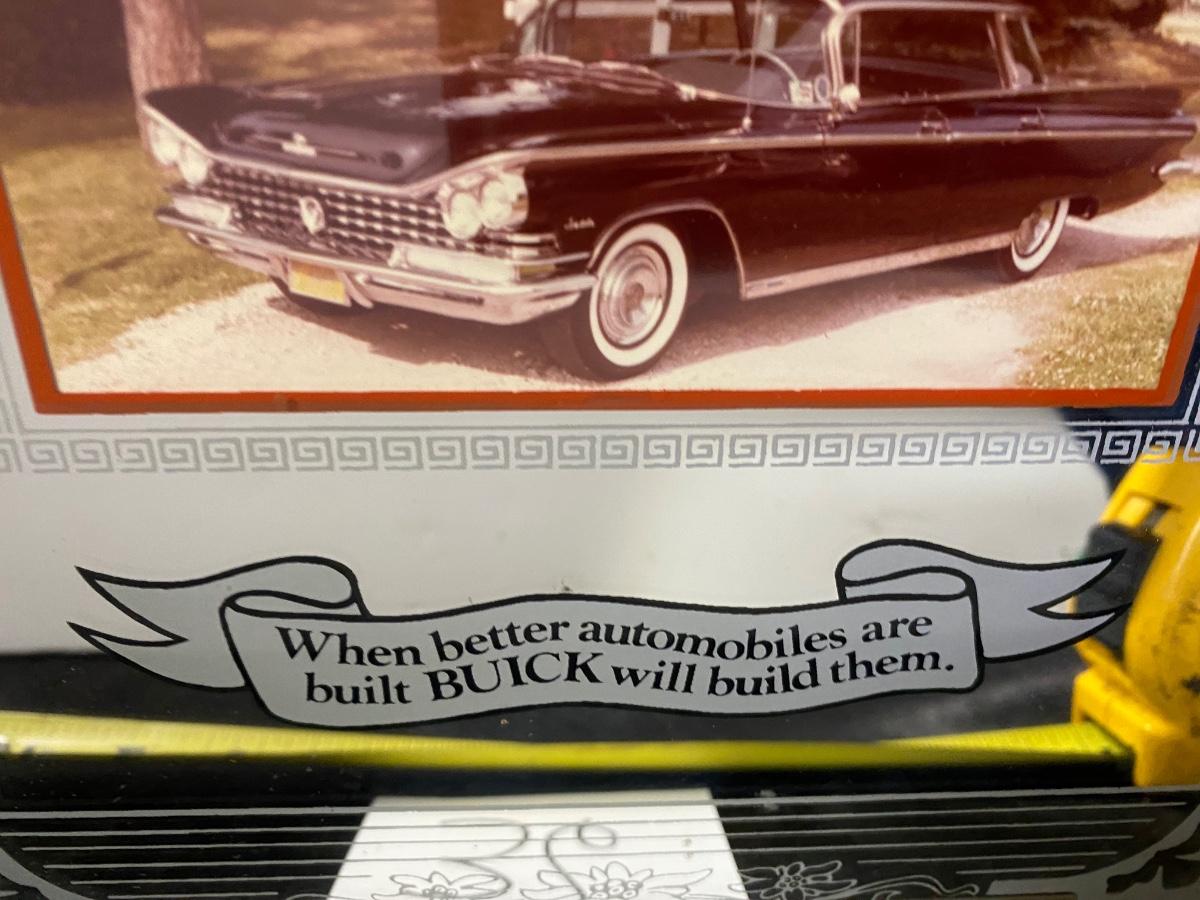 When better automobiles are
built BUICK will build them.